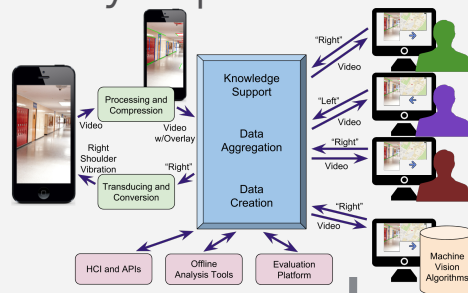 "Right"
Video
Knowledge
Support
Processing and
Compression
Video
Video
w/Overlay
"Left"
Video
Data
Aggregation
Right
Shoulder
Vibration
"Right"
Transducing and
Conversion
"Right"
Video
Data
Creation
"Right"
Video
HCI and APIs
Offline
Analysis Tools
Evaluation
Platform
Machine
Vision
Algorithms